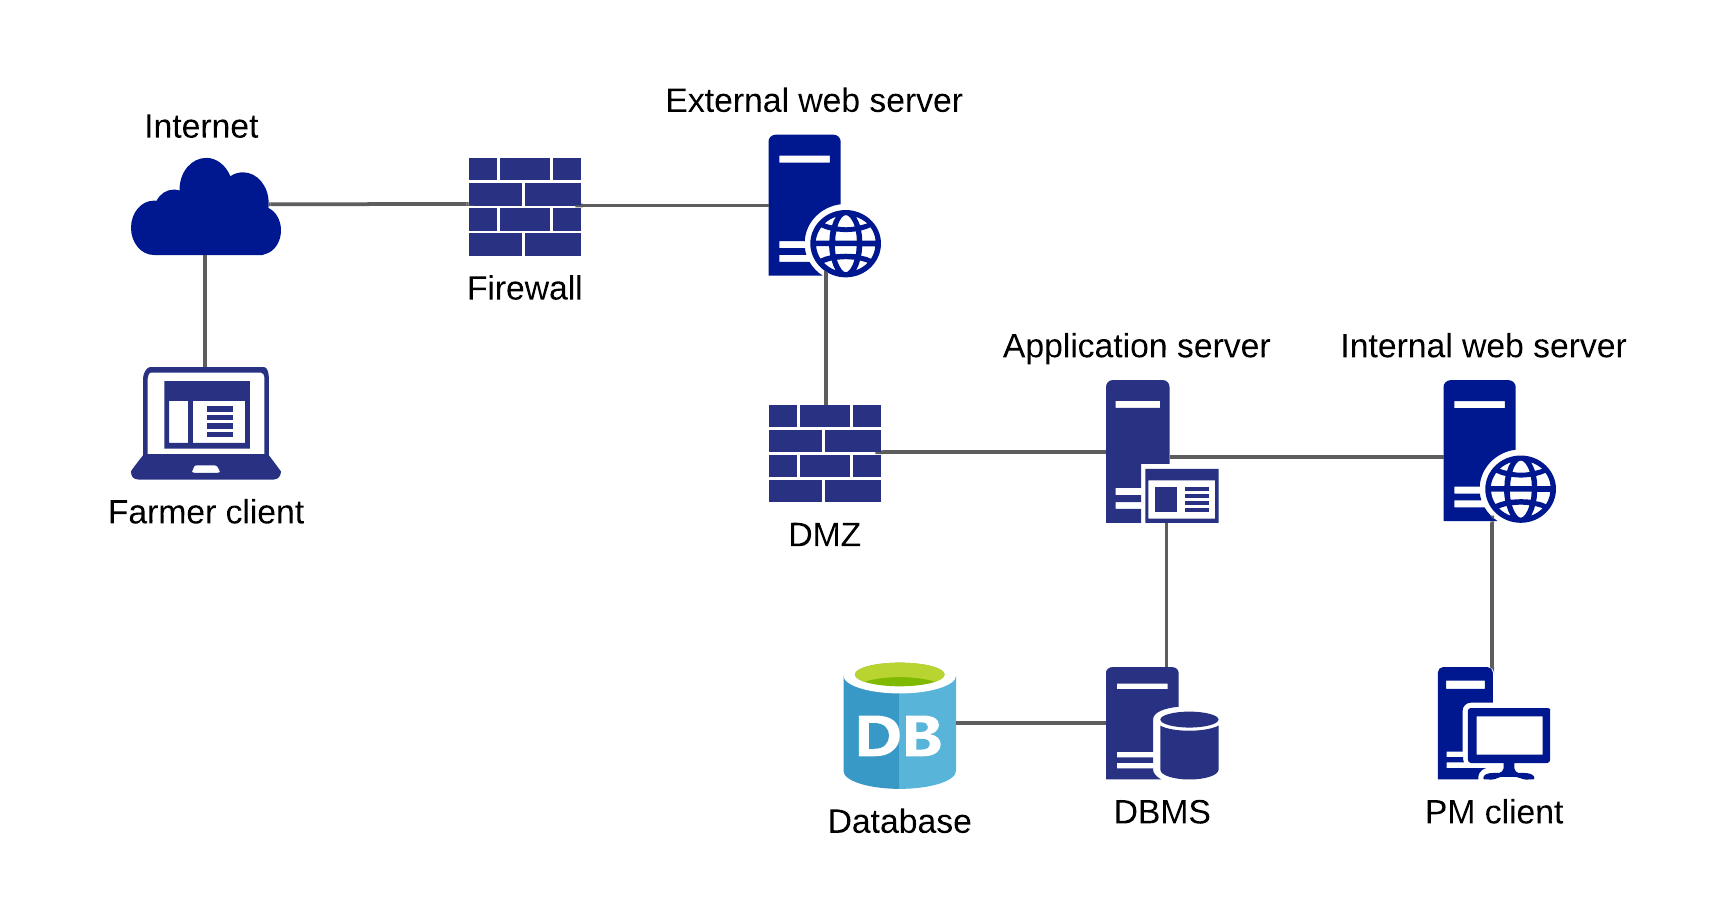 External web server
Internet
Firewall
Application server
Internal web server
Farmer client
DMZ
DB
Database
DBMS
PM client